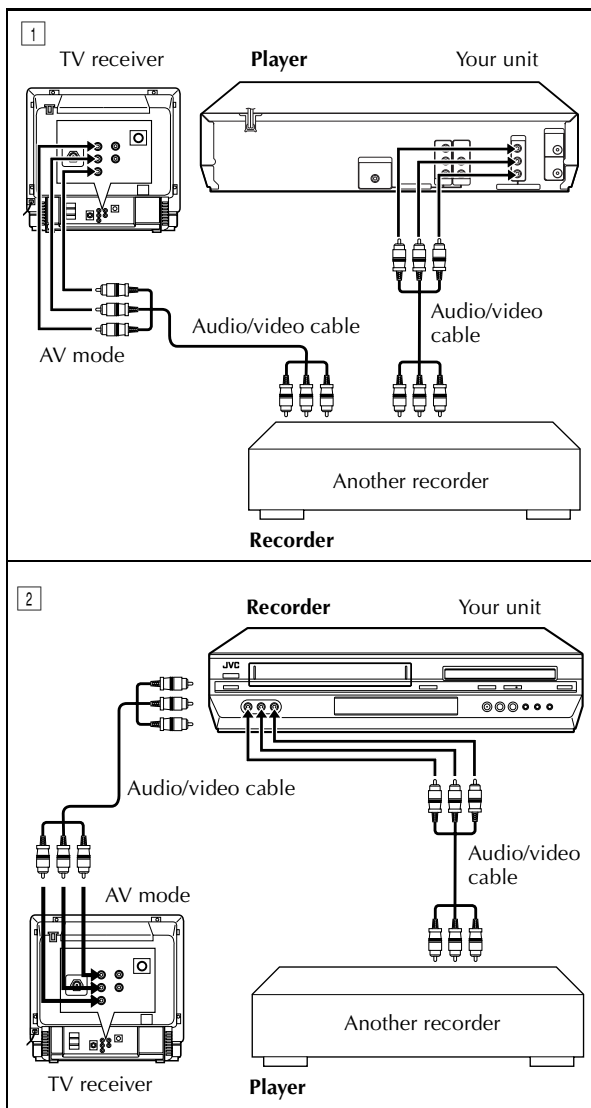 1
TV receiver
Player
Your unit
Audio/video cable
Audio/video
cable
AV mode
Another recorder
Recorder
2
Recorder
Your unit
JVC
Audio/video cable
Audio/video
cable
AV mode
Another recorder
TV receiver
Player